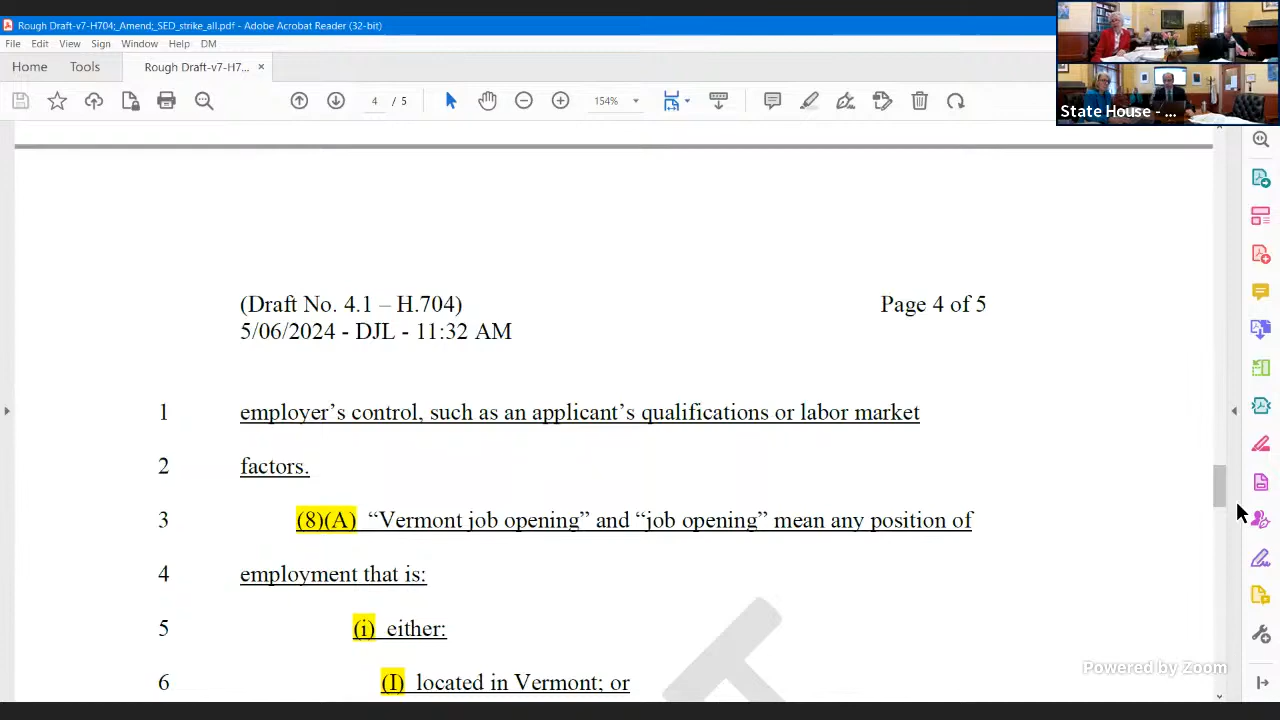 Rough Draft-v7-H704;_Amend;_SED_strike_all.pdf - Adobe Acrobat Reader (32-bit)
File Edit View Sign Window Help DM
Home Tools Rough Draft-v7-H7... ×
4 / 5 154%
State House - ...
(Draft No. 4.1 – H.704) Page 4 of 5
5/06/2024 - DJL - 11:32 AM
1 employer’s control, such as an applicant’s qualifications or labor market
2 factors.
3 (8)(A) “Vermont job opening” and “job opening” mean any position of
4 employment that is:
5 (i) either:
6 (I) located in Vermont; or
Powered by Zoom